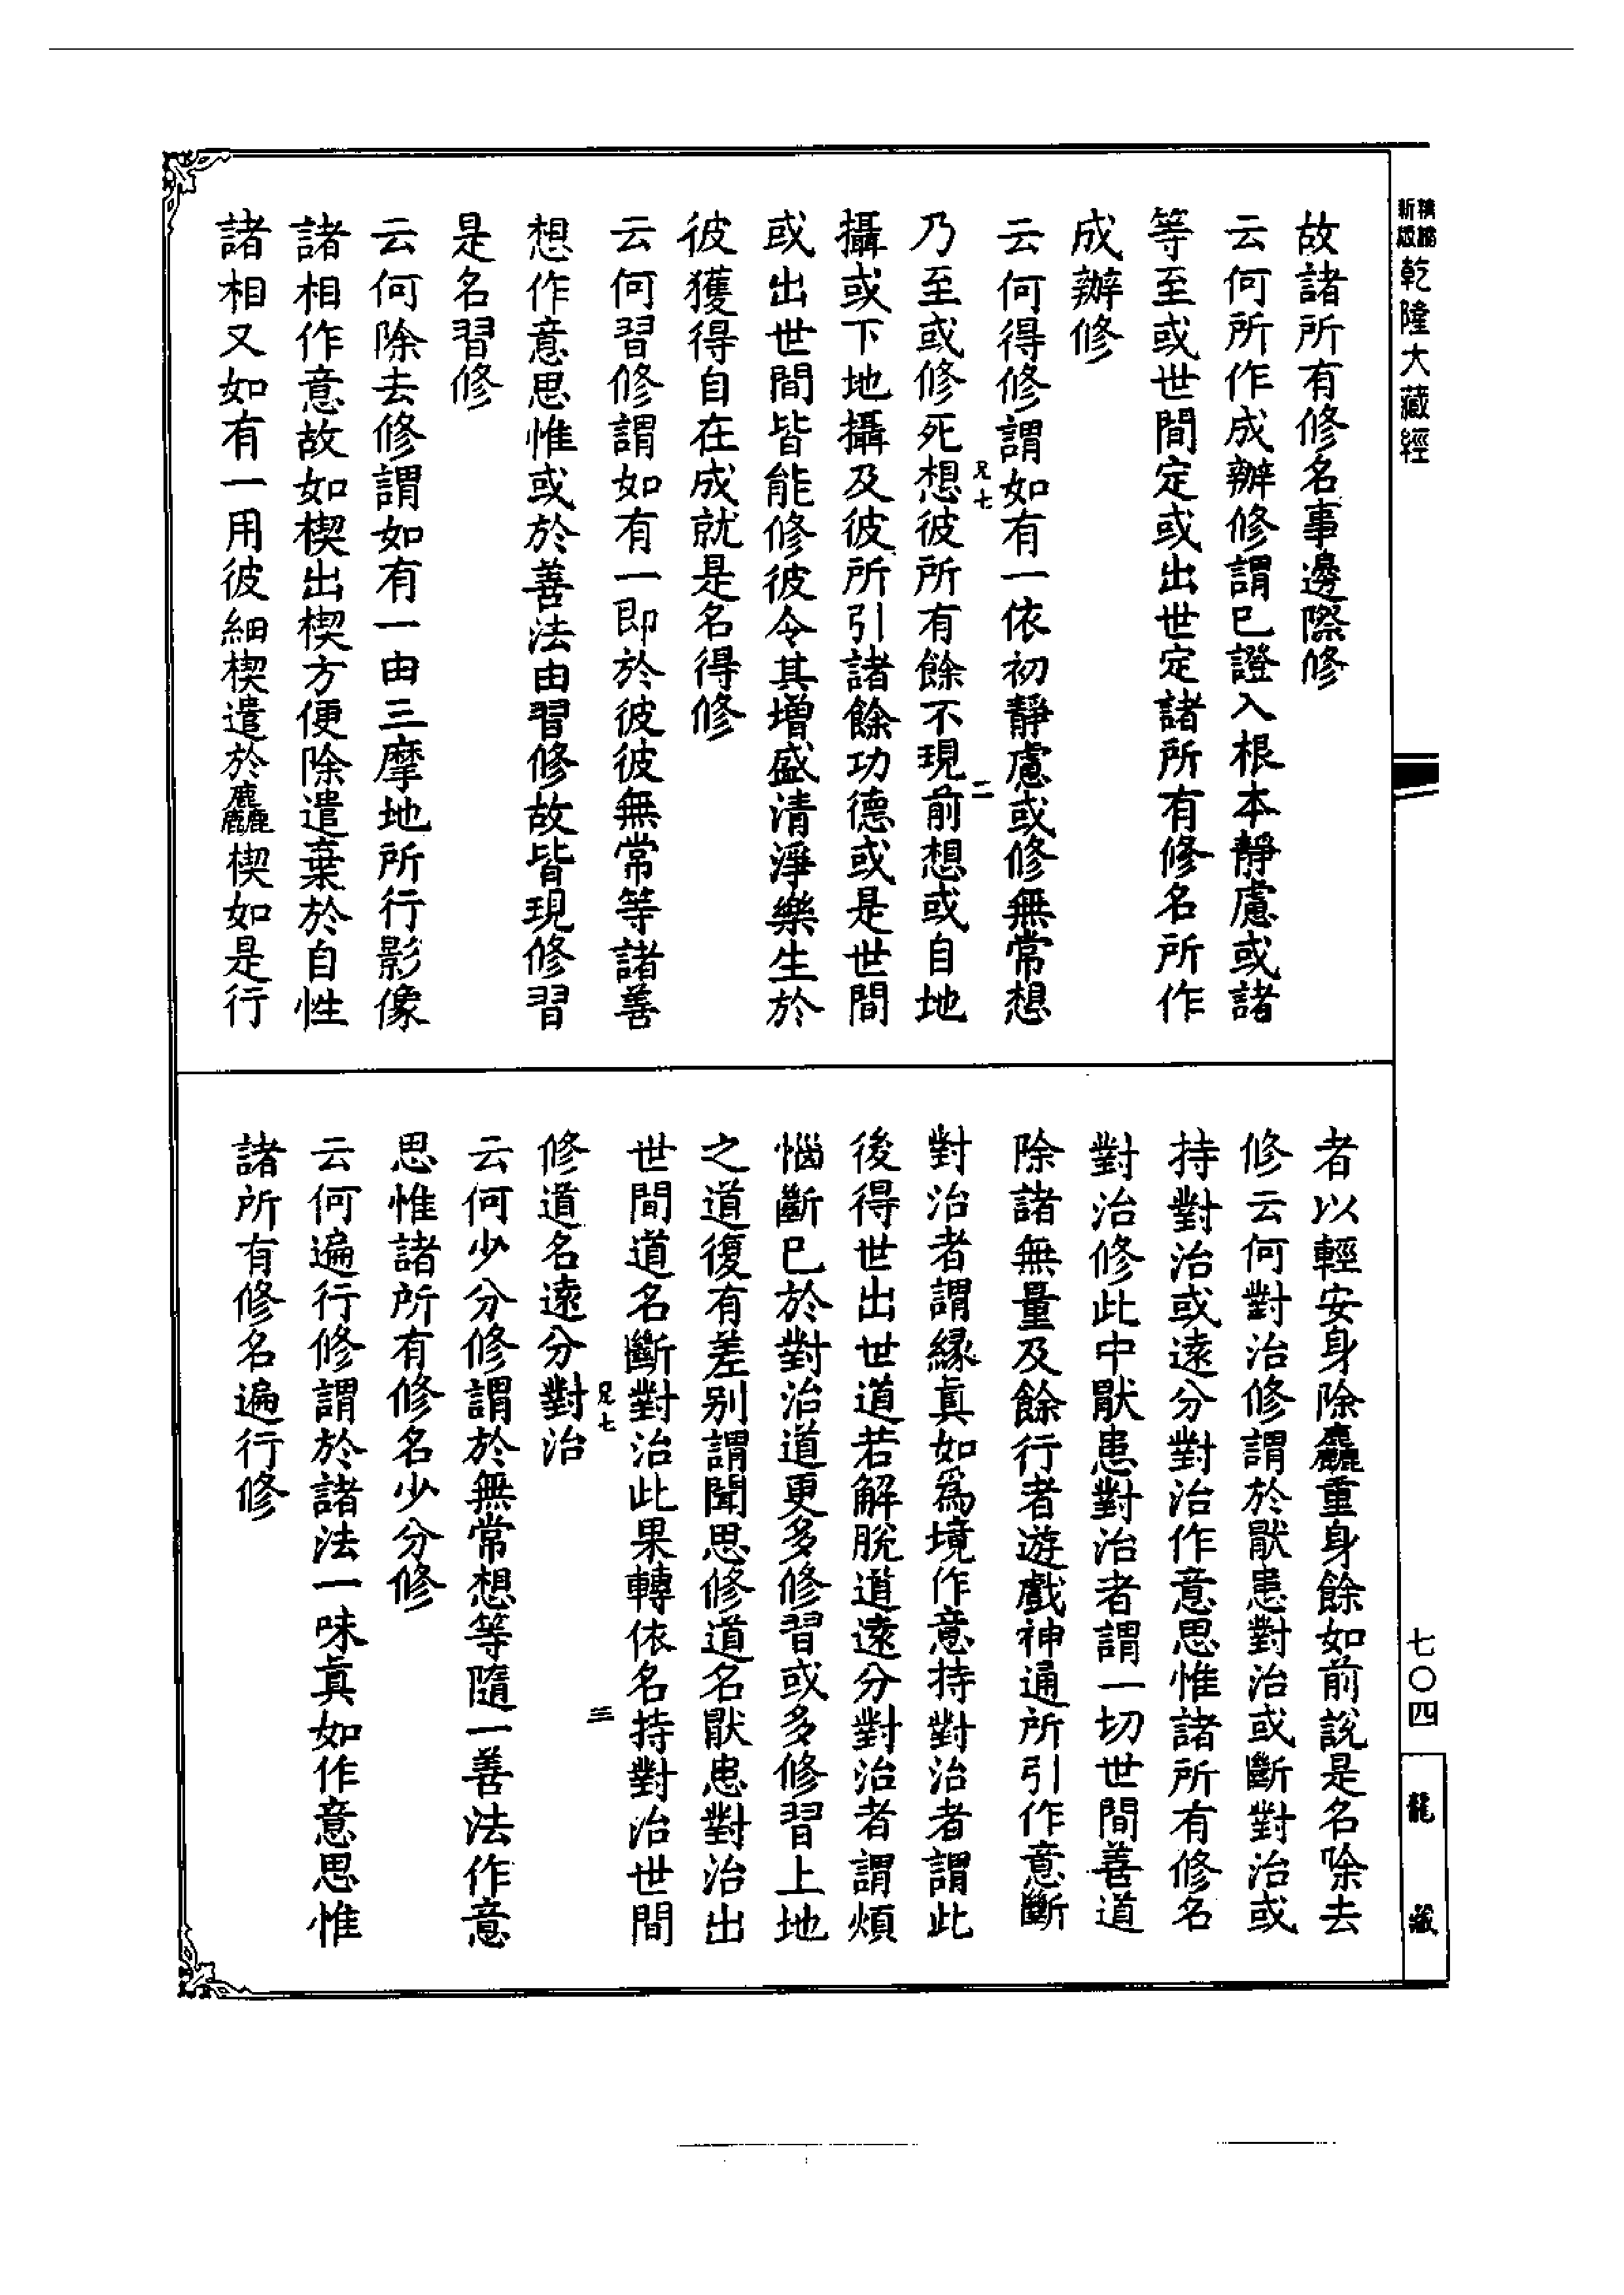 新版精縮乾隆大藏經
七〇四
龍藏
故諸所有修名事邊際修
云何所作成辦修謂已證入根本靜慮或諸
等至或世間定或出世定諸所有修名所作
成辦修
云何得修謂如有一依初靜慮或修無常想
兄七
二
乃至或修死想彼所有餘不現前想或自地
攝或下地攝及彼所引諸餘功德或是世間
或出世間皆能修彼令其增盛清淨樂生於
彼獲得自在成就是名得修
云何習修謂如有一即於彼彼無常等諸善
想作意思惟或於善法由習修故皆現修習
是名習修
云何除去修謂如有一由三摩地所行影像
諸相作意故如楔出楔方便除遣棄於自性
諸相又如有一用彼細楔遣於麤楔如是行
者以輕安身除麤重身餘如前說是名除去
修云何對治修謂於猒患對治或斷對治或
持對治或遠分對治作意思惟諸所有修名
對治修此中猒患對治者謂一切世間善道
除諸無量及餘行者遊戲神通所引作意斷
對治者謂緣真如為境作意持對治者謂此
後得世出世道若解脫道遠分對治者謂煩
惱斷已於對治道更多修習或多修習上地
之道復有差別謂聞思修道名猒患對治出
世間道名斷對治此果轉依名持對治世間
兄七
三
修道名遠分對治
云何少分修謂於無常想等隨一善法作意
思惟諸所有修名少分修
云何遍行修謂於諸法一味真如作意思惟
諸所有修名遍行修